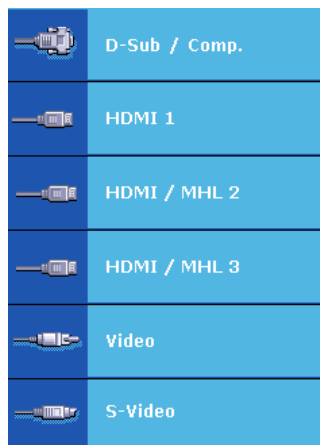 D-Sub / Comp.
HDMI 1
HDMI / MHL 2
HDMI / MHL 3
Video
S-Video